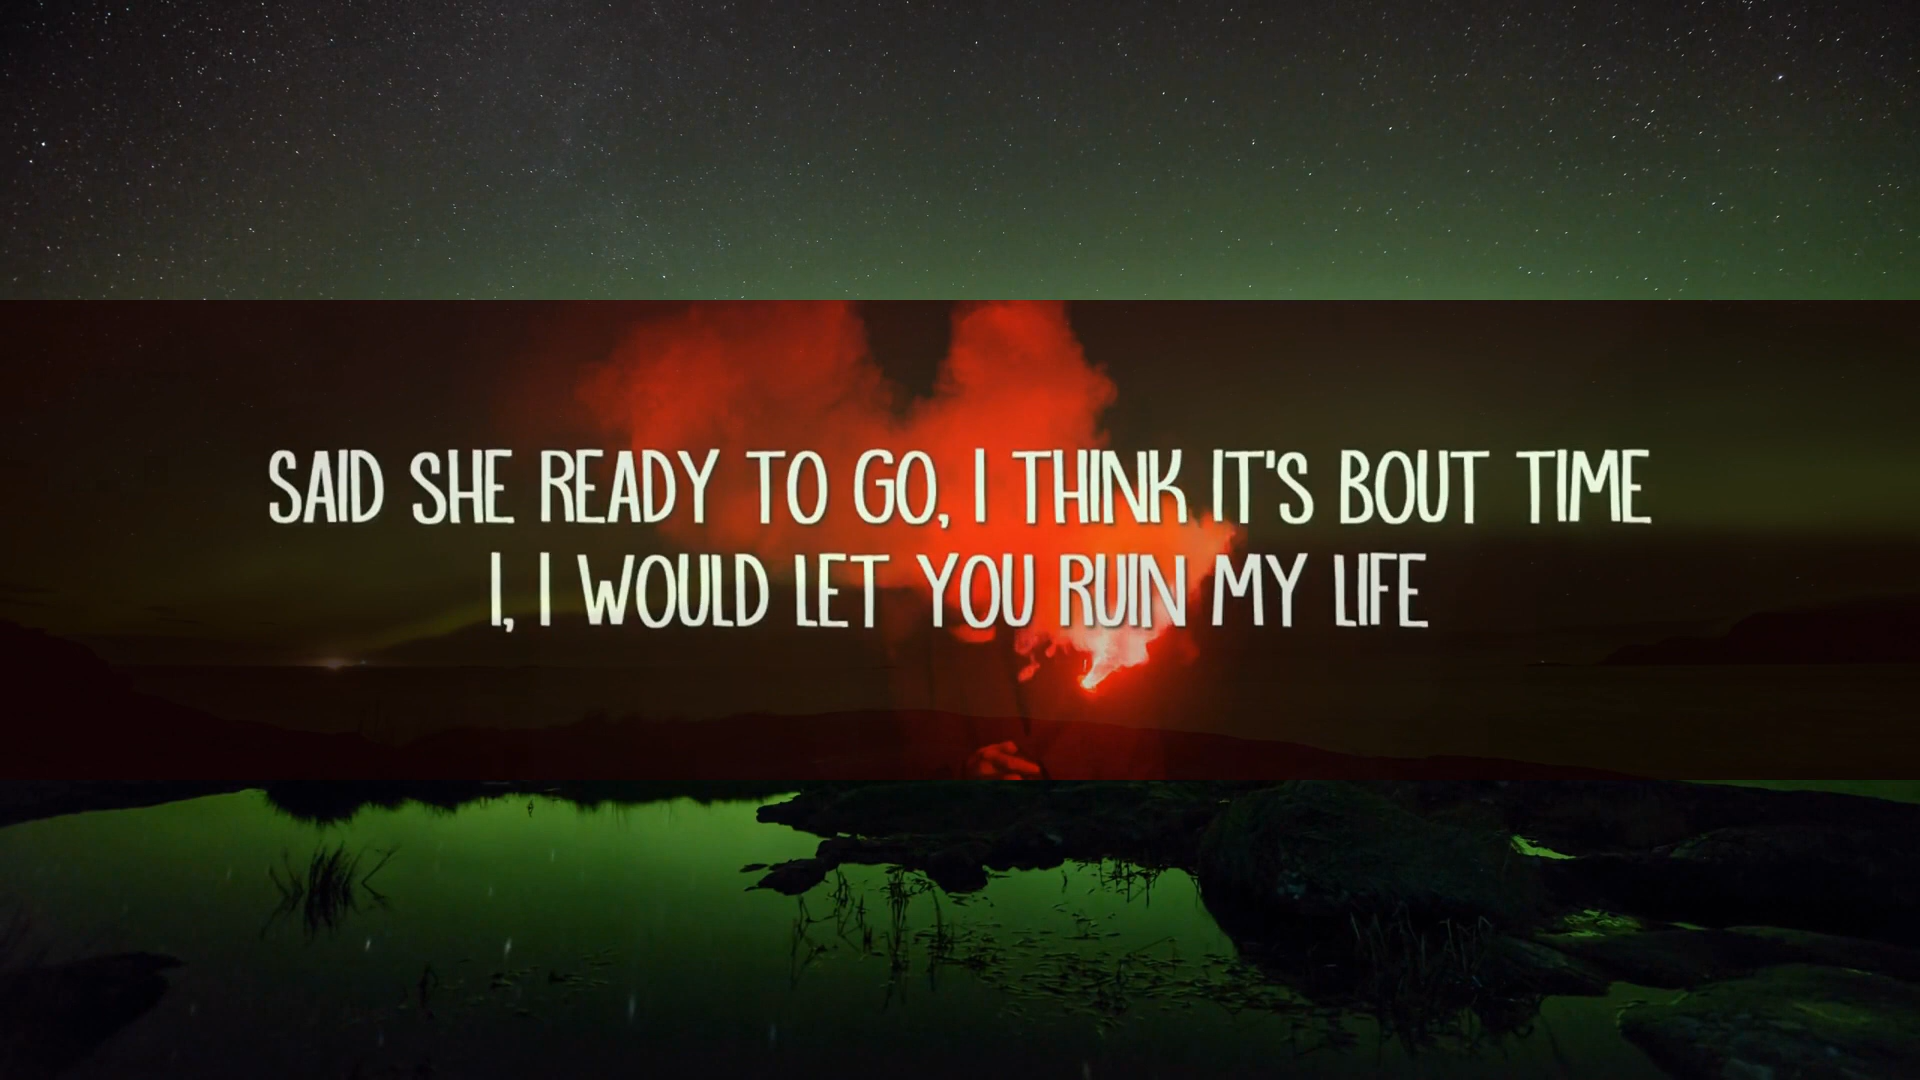 SAID SHE READY TO GO, I THINK IT'S BOUT TIME
I, I WOULD LET YOU RUIN MY LIFE